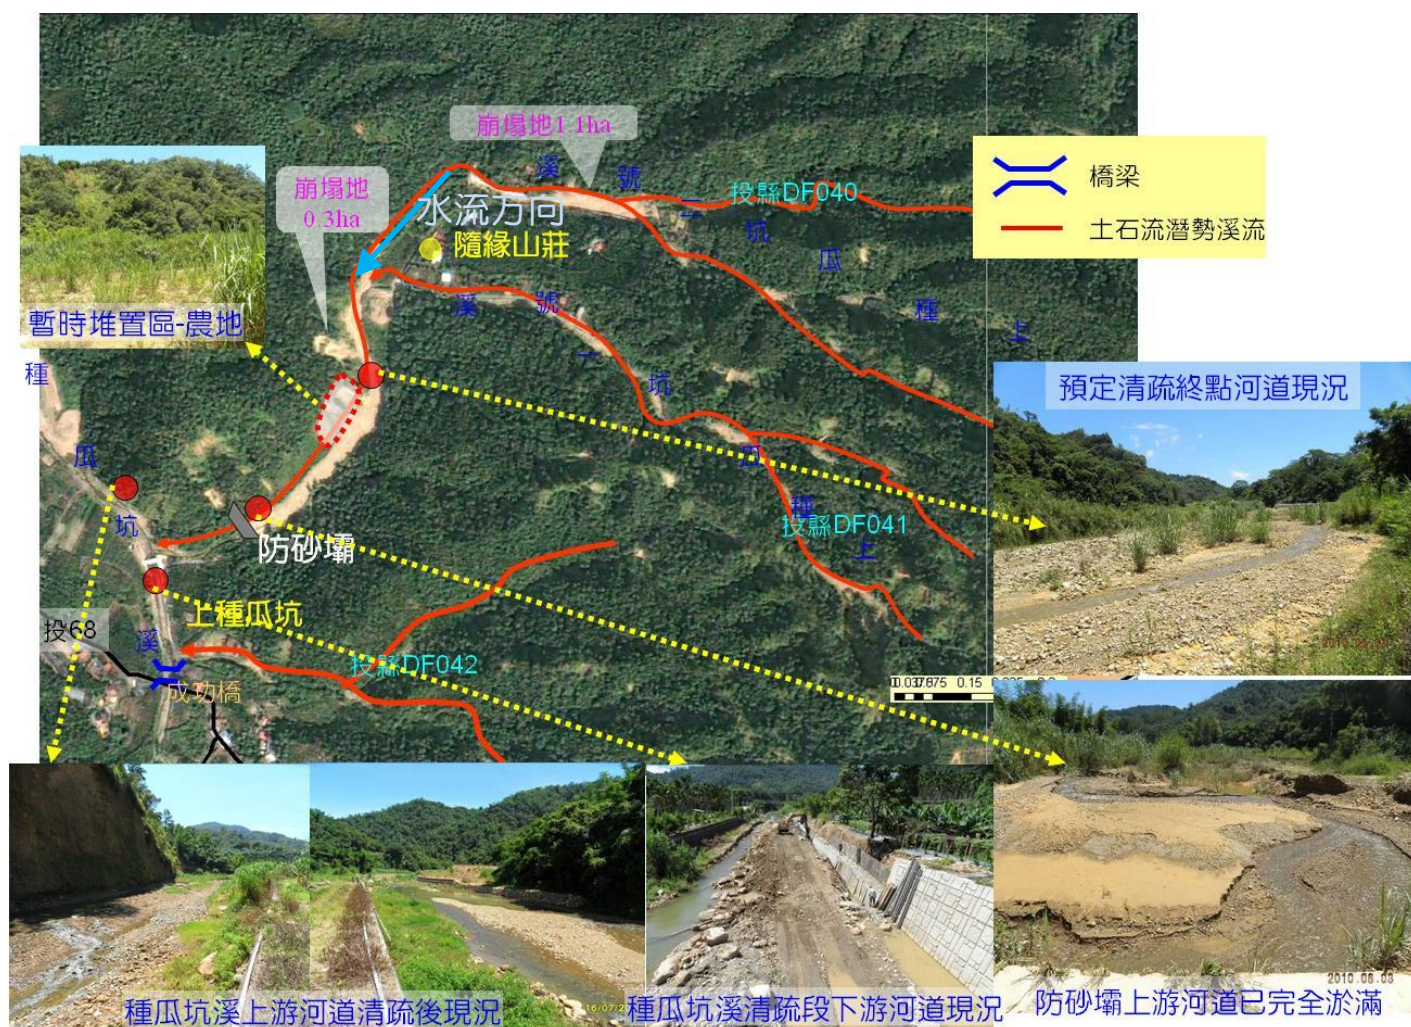 崩塌地1.1ha
橋梁
土石流潛勢溪流
崩塌地
0.3ha
水流方向
隨緣山莊
投縣DF040
上種瓜坑二號溪
暫時堆置區-農地
上種瓜坑一號溪
投縣DF041
預定清疏終點河道現況
種瓜坑溪
防砂壩
上種瓜坑
投68
成功橋
投縣DF042
0.15
種瓜坑溪上游河道清疏後現況
種瓜坑溪清疏段下游河道現況
2010.08.03
防砂壩上游河道已完全淤滿